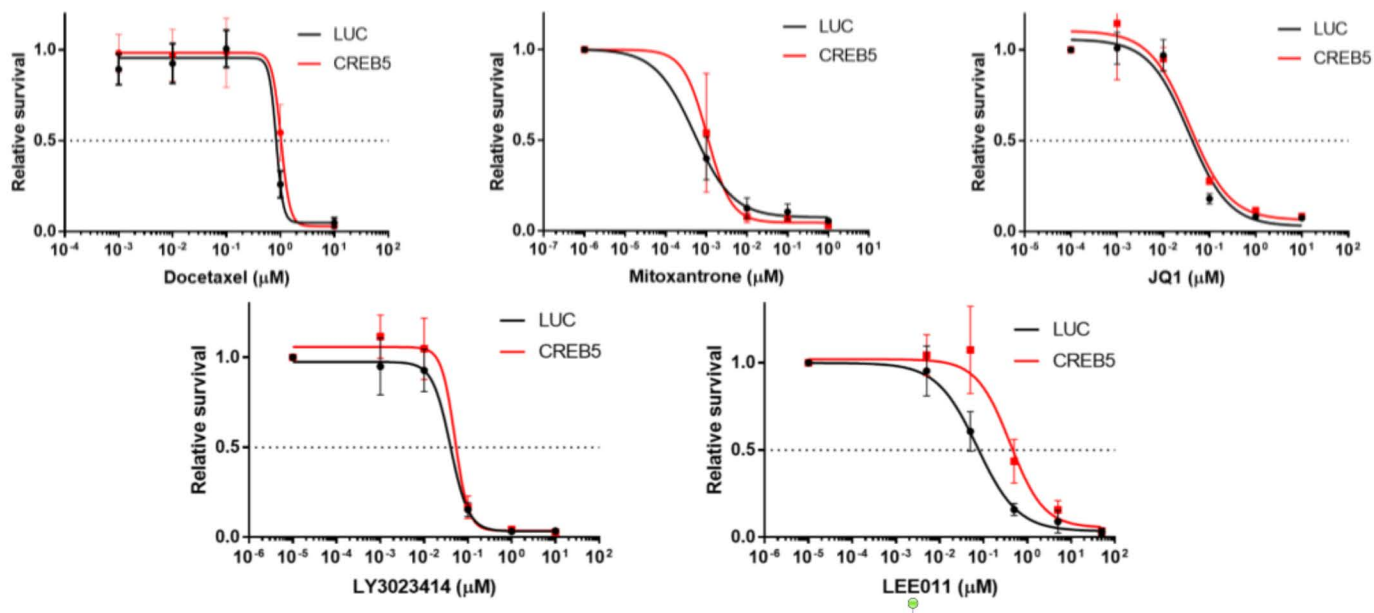 LUC
CREB5
Relative survival
1.0
0.5
0.0
10⁻⁴ 10⁻³ 10⁻² 10⁻¹ 10⁰ 10¹ 10²
Docetaxel (μM)
LUC
CREB5
Relative survival
1.0
0.5
0.0
10⁻⁷ 10⁻⁶ 10⁻⁵ 10⁻⁴ 10⁻³ 10⁻² 10⁻¹ 10⁰ 10¹
Mitoxantrone (μM)
LUC
CREB5
Relative survival
1.0
0.5
0.0
10⁻⁵ 10⁻⁴ 10⁻³ 10⁻² 10⁻¹ 10⁰ 10¹ 10²
JQ1 (μM)
LUC
CREB5
Relative survival
1.0
0.5
0.0
10⁻⁶ 10⁻⁵ 10⁻⁴ 10⁻³ 10⁻² 10⁻¹ 10⁰ 10¹ 10²
LY3023414 (μM)
LUC
CREB5
Relative survival
1.0
0.5
0.0
10⁻⁶ 10⁻⁵ 10⁻⁴ 10⁻³ 10⁻² 10⁻¹ 10⁰ 10¹ 10²
LEE011 (μM)